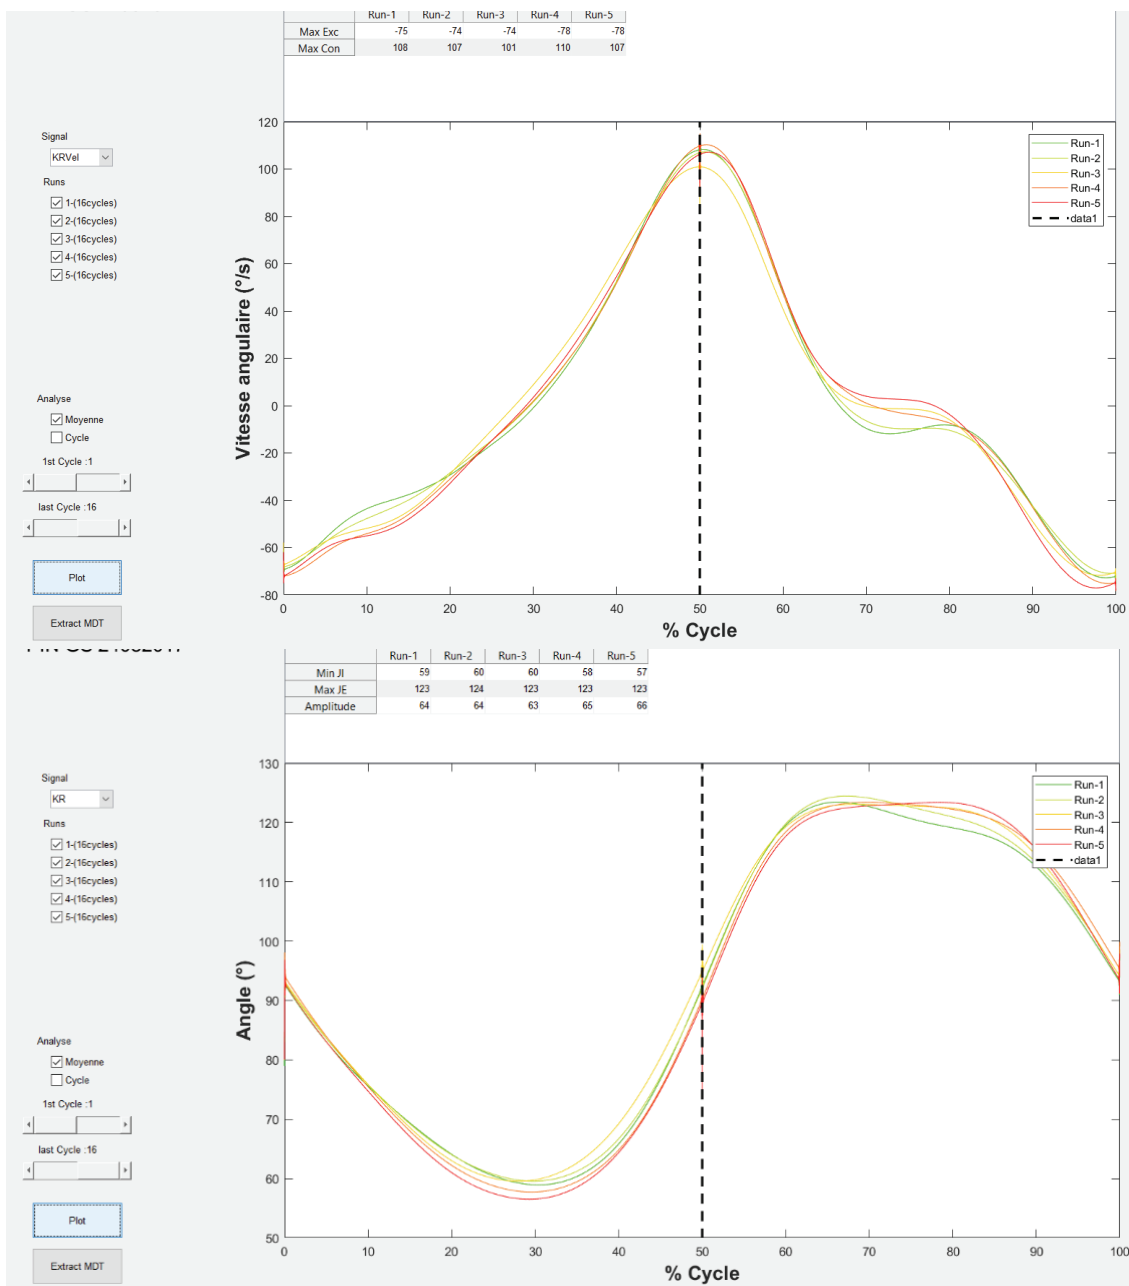 Run-1 Run-2 Run-3 Run-4 Run-5
Max Exc -75 -74 -74 -78 -78
Max Con 108 107 101 110 107
Signal
KRVel
Runs
1-(16cycles)
2-(16cycles)
3-(16cycles)
4-(16cycles)
5-(16cycles)
Analyse
Moyenne
Cycle
1st Cycle :1
last Cycle :16
Plot
Extract MDT
Vitesse angulaire (°/s)
120
100
80
60
40
20
0
-20
-40
-60
-80
0 10 20 30 40 50 60 70 80 90 100
% Cycle
Run-1
Run-2
Run-3
Run-4
Run-5
data1
Run-1 Run-2 Run-3 Run-4 Run-5
Min JI 59 60 60 58 57
Max JE 123 124 123 123 123
Amplitude 64 64 63 65 66
Signal
KR
Runs
1-(16cycles)
2-(16cycles)
3-(16cycles)
4-(16cycles)
5-(16cycles)
Analyse
Moyenne
Cycle
1st Cycle :1
last Cycle :16
Plot
Extract MDT
Angle (°)
130
120
110
100
90
80
70
60
50
0 10 20 30 40 50 60 70 80 90 100
% Cycle
Run-1
Run-2
Run-3
Run-4
Run-5
data1